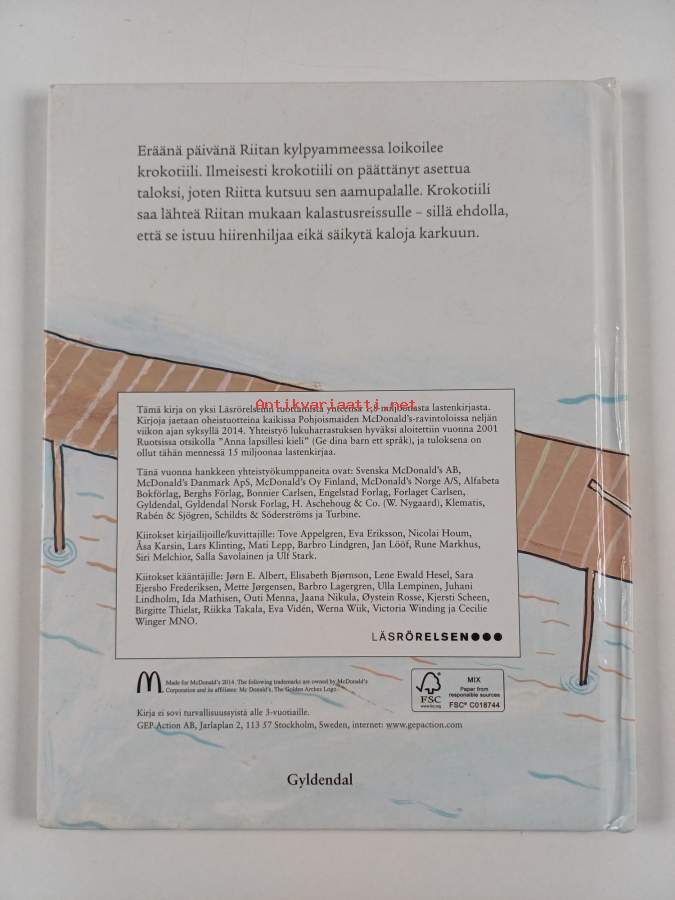 Eräänä päivänä Riitan kylpyammeessa loikoilee
krokotiili. Ilmeisesti krokotiili on päättänyt asettua
taloksi, joten Riitta kutsuu sen aamupalalle. Krokotiili
saa lähteä Riitan mukaan kalastusreissulle – sillä ehdolla,
että se istuu hiirenhiljaa eikä säikytä kaloja karkuun.
Antikvariaatti.net
Tämä kirja on yksi Läsrörelsenin tuottamista yhteensä 1,8 miljoonasta lastenkirjasta.
Kirjoja jaetaan oheistuotteina kaikissa Pohjoismaiden McDonald's-ravintoloissa neljän
viikon ajan syksyllä 2014. Yhteistyö lukuharrastuksen hyväksi aloitettiin vuonna 2001
Ruotsissa otsikolla "Anna lapsillesi kieli" (Ge dina barn ett språk), ja tuloksena on
ollut tähän mennessä 15 miljoonaa lastenkirjaa.
Tänä vuonna hankkeen yhteistyökumppaneita ovat: Svenska McDonald's AB,
McDonald's Danmark ApS, McDonald's Oy Finland, McDonald's Norge A/S, Alfabeta
Bokförlag, Berghs Förlag, Bonnier Carlsen, Engelstad Forlag, Forlaget Carlsen,
Gyldendal, Gyldendal Norsk Forlag, H. Aschehoug & Co. (W. Nygaard), Klematis,
Rabén & Sjögren, Schildts & Söderströms ja Turbine.
Kiitokset kirjailijoille/kuvittajille: Tove Appelgren, Eva Eriksson, Nicolai Houm,
Åsa Karsin, Lars Klinting, Mati Lepp, Barbro Lindgren, Jan Lööf, Rune Markhus,
Siri Melchior, Salla Savolainen ja Ulf Stark.
Kiitokset kääntäjille: Jørn E. Albert, Elisabeth Bjørnson, Lene Ewald Hesel, Sara
Ejersbo Frederiksen, Mette Jørgensen, Barbro Lagergren, Ulla Lempinen, Juhani
Lindholm, Ida Mathisen, Outi Menna, Jaana Nikula, Øystein Rosse, Kjersti Scheen,
Birgitte Thielst, Riikka Takala, Eva Vidén, Werna Wiik, Victoria Winding ja Cecilie
Winger MNO.
LÄSRÖRELSEN
Made for McDonald's 2014. The following trademarks are owned by McDonald's
Corporation and its affiliates: Mc Donald's, The Golden Arches Logo.
FSC
www.fsc.org
MIX
Paper from
responsible sources
FSC® C018744
Kirja ei sovi turvallisuussyistä alle 3-vuotiaille.
GEP Action AB, Jarlaplan 2, 113 57 Stockholm, Sweden, internet: www.gepaction.com
Gyldendal